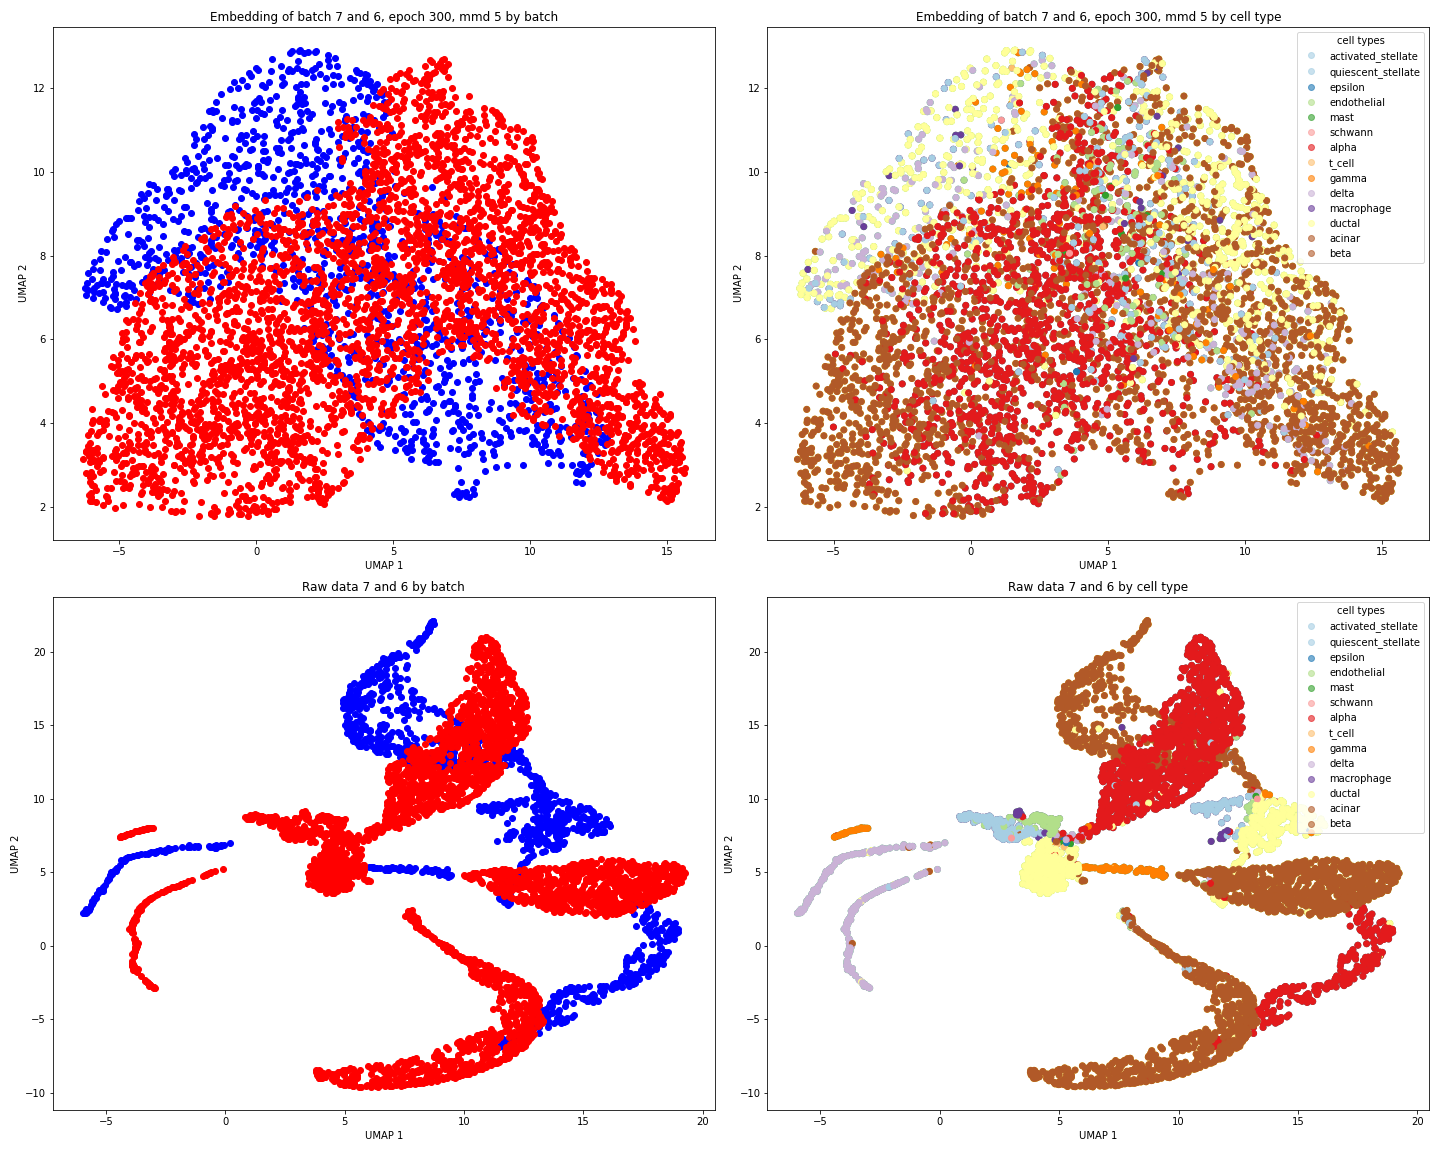 Embedding of batch 7 and 6, epoch 300, mmd 5 by batch
UMAP 2
12
10
8
6
4
2
−5
0
5
10
15
UMAP 1
Embedding of batch 7 and 6, epoch 300, mmd 5 by cell type
UMAP 2
12
10
8
6
4
2
−5
0
5
10
15
UMAP 1
cell types
activated_stellate
quiescent_stellate
epsilon
endothelial
mast
schwann
alpha
t_cell
gamma
delta
macrophage
ductal
acinar
beta
Raw data 7 and 6 by batch
UMAP 2
20
15
10
5
0
−5
−10
−5
0
5
10
15
20
UMAP 1
Raw data 7 and 6 by cell type
UMAP 2
20
15
10
5
0
−5
−10
−5
0
5
10
15
20
UMAP 1
cell types
activated_stellate
quiescent_stellate
epsilon
endothelial
mast
schwann
alpha
t_cell
gamma
delta
macrophage
ductal
acinar
beta